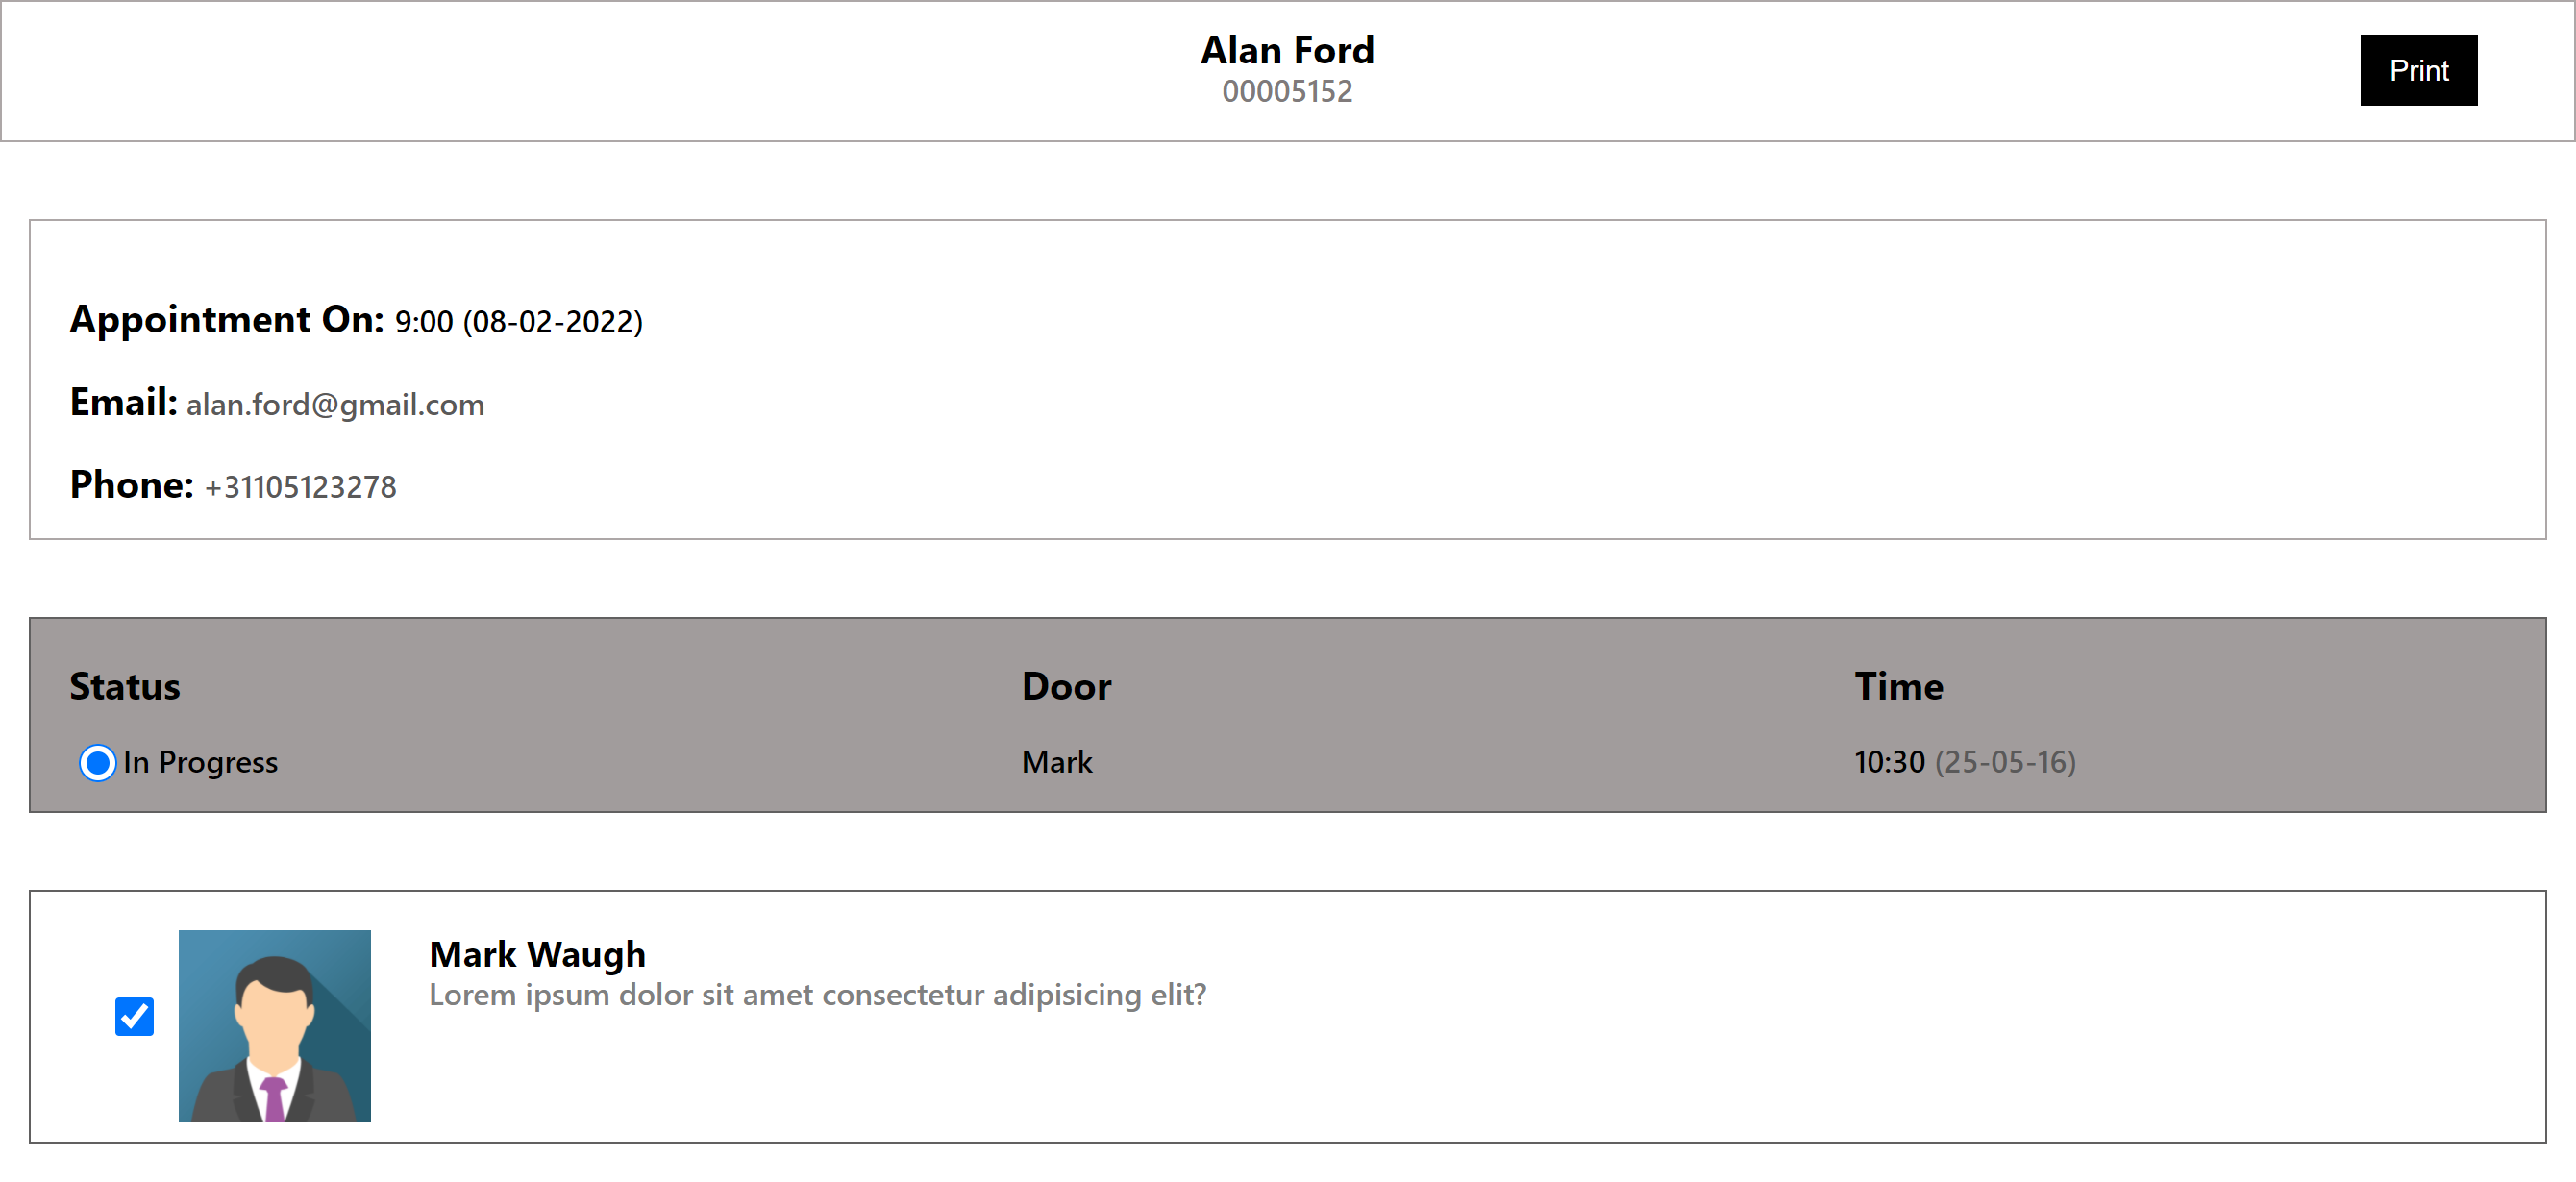 Alan Ford
00005152
Print
Appointment On: 9:00 (08-02-2022)
Email: alan.ford@gmail.com
Phone: +31105123278
Status Door Time
In Progress Mark 10:30 (25-05-16)
Mark Waugh
Lorem ipsum dolor sit amet consectetur adipisicing elit?